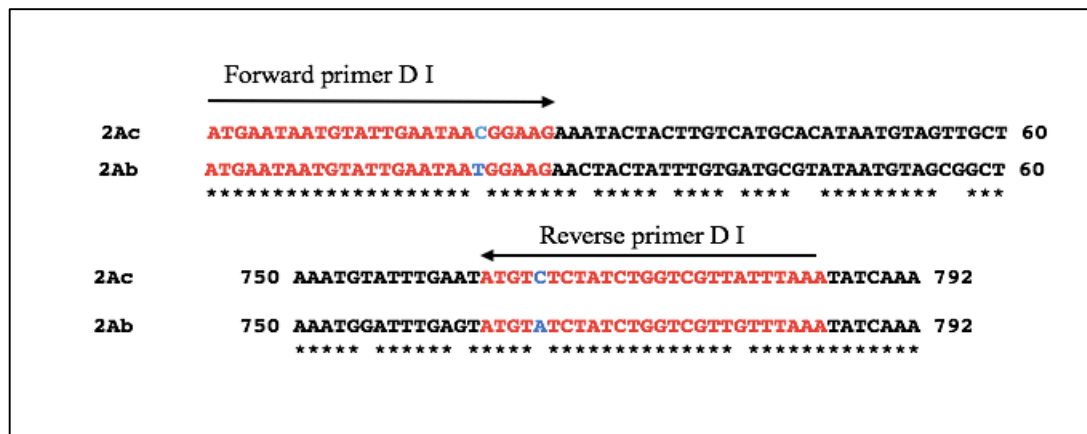 Forward primer D I
2Ac ATGAATAATGTATTGAATAACGGAAGAAATACTACTTGTCATGCACATAATGTAGTTGCT 60
2Ab ATGAATAATGTATTGAATAATGGAAGAACTACTATTTGTGATGCGTATAATGTAGCGGCT 60
******************** ******* ***** **** ****  *********  ***
Reverse primer D I
2Ac 750 AAATGTATTTGAATATGTCTCTATCTGGTCGTTATTTAAATATCAAA 792
2Ab 750 AAATGGATTTGAGTATGTATCTATCTGGTCGTTGTTTAAATATCAAA 792
***** ****** ***** ************** *************